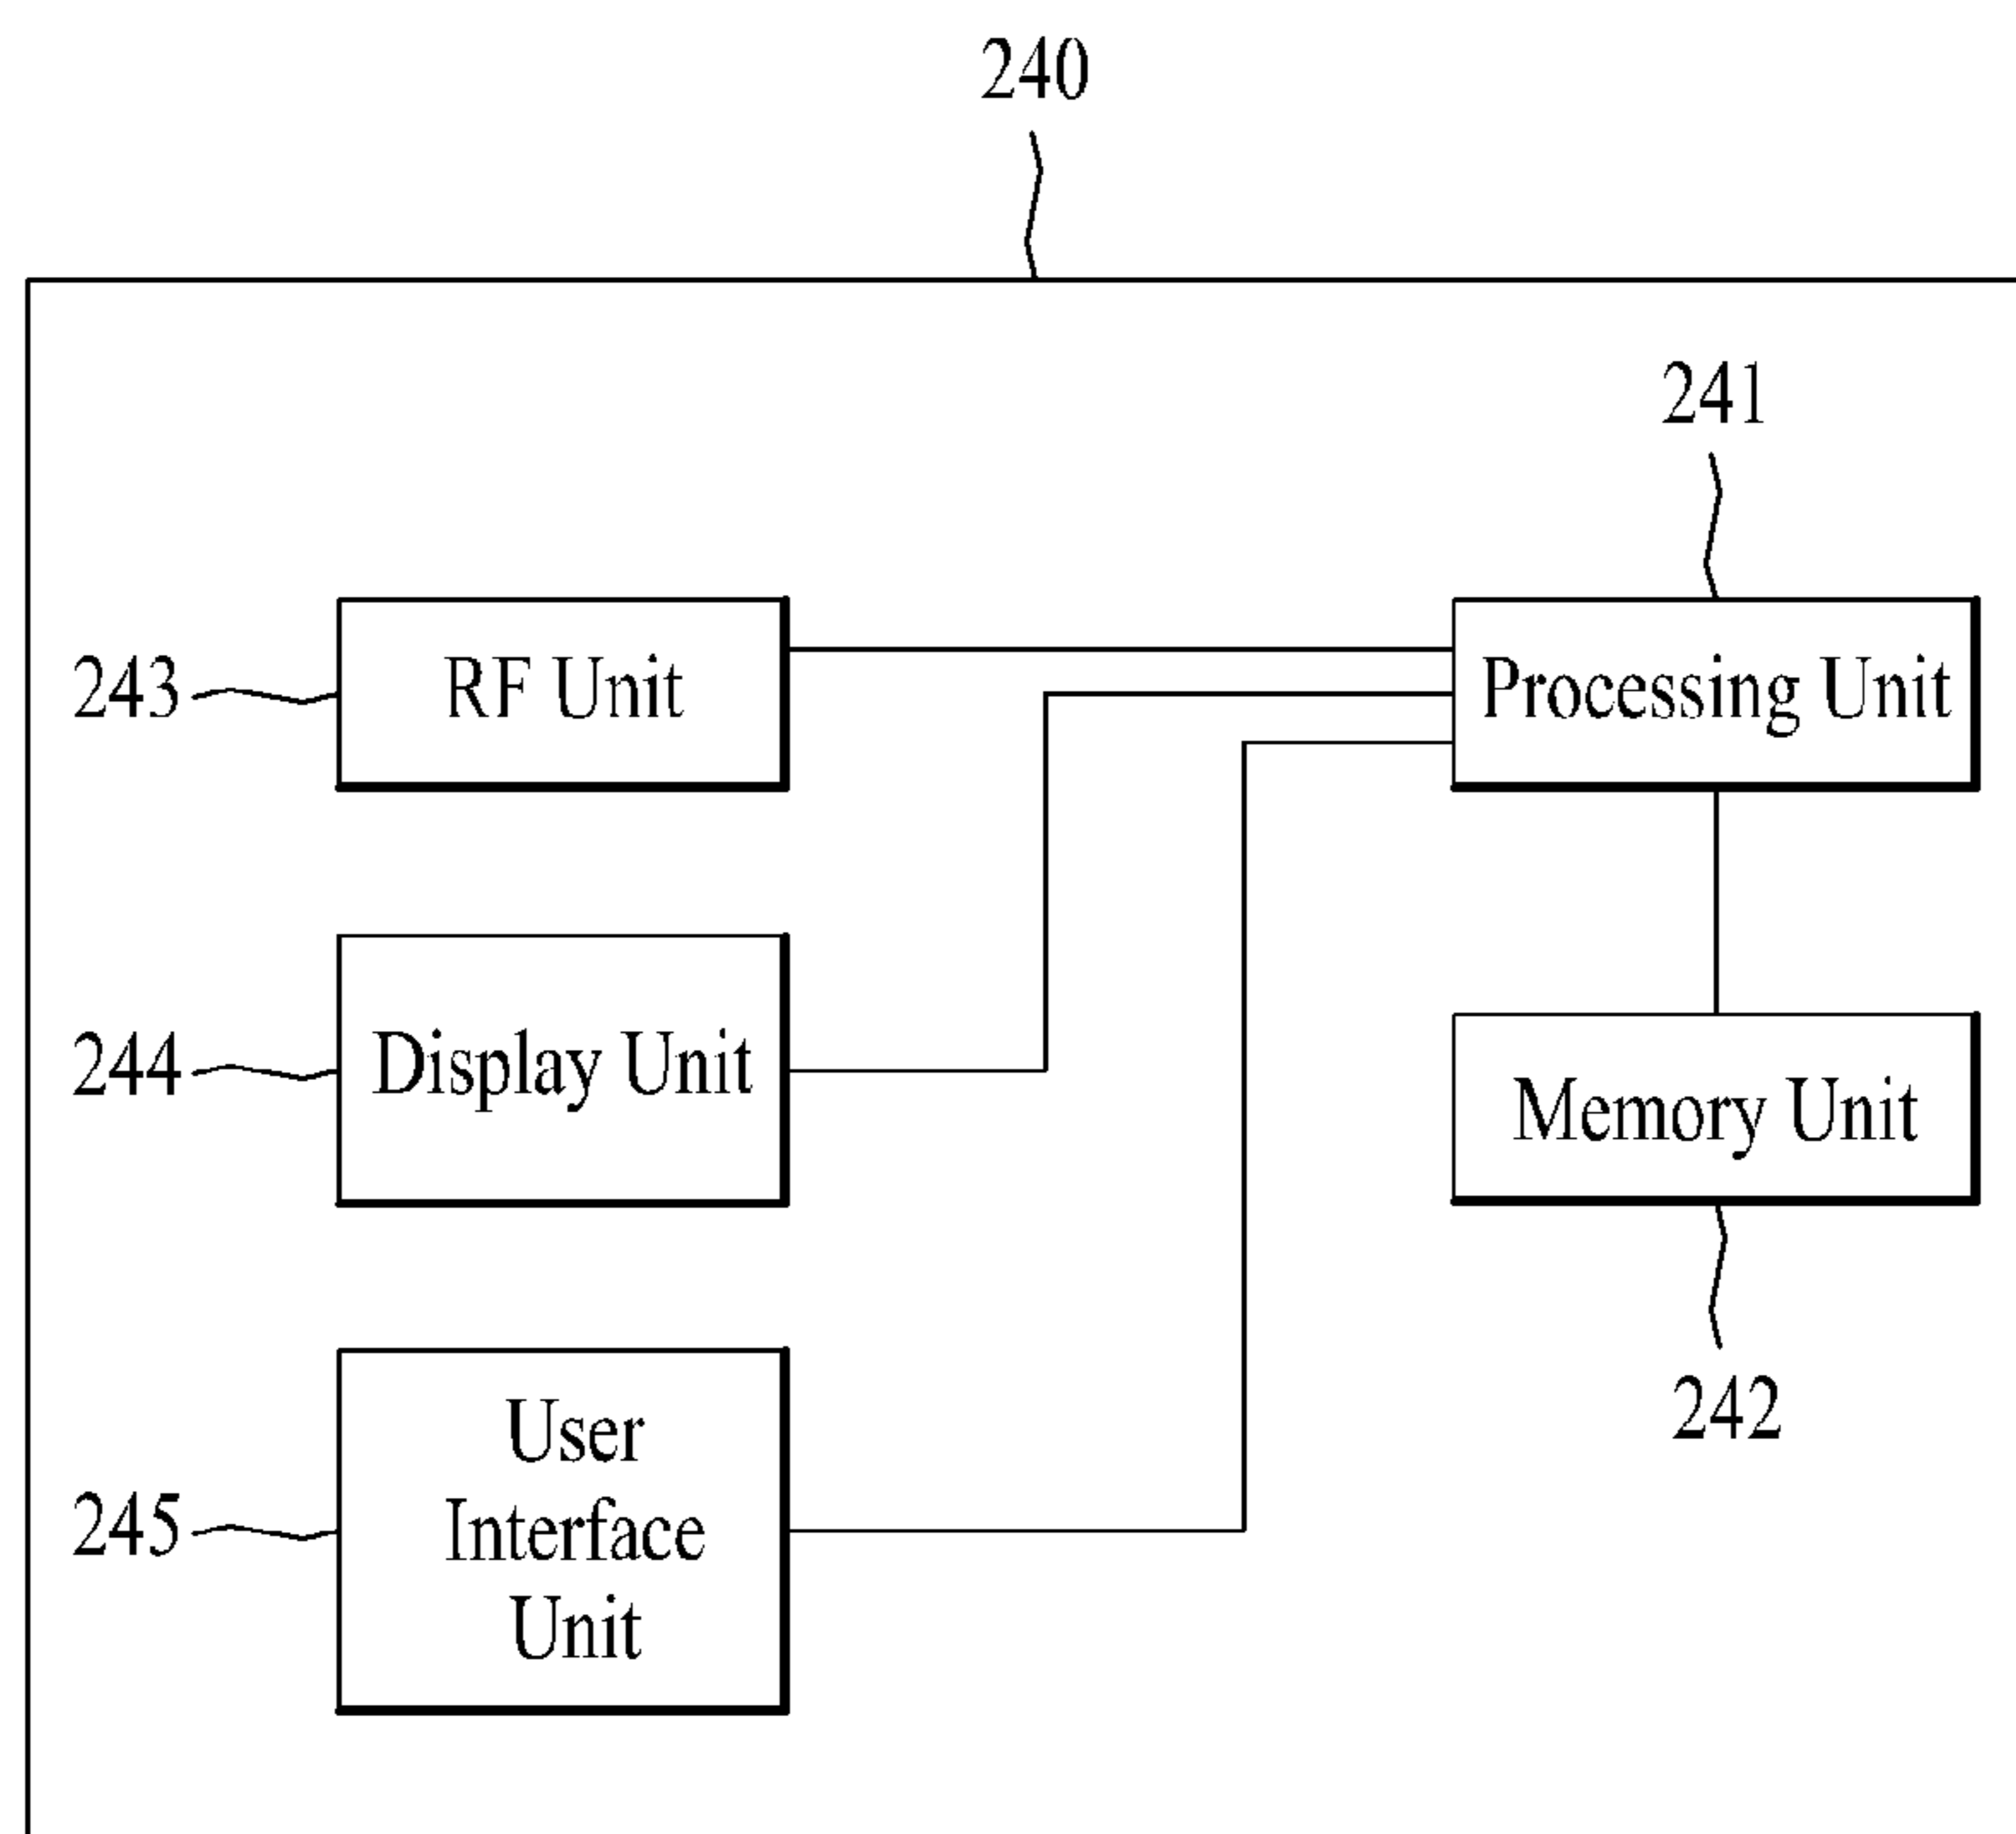 240
241
243
RF Unit
Processing Unit
244
Display Unit
Memory Unit
242
245
User
Interface
Unit